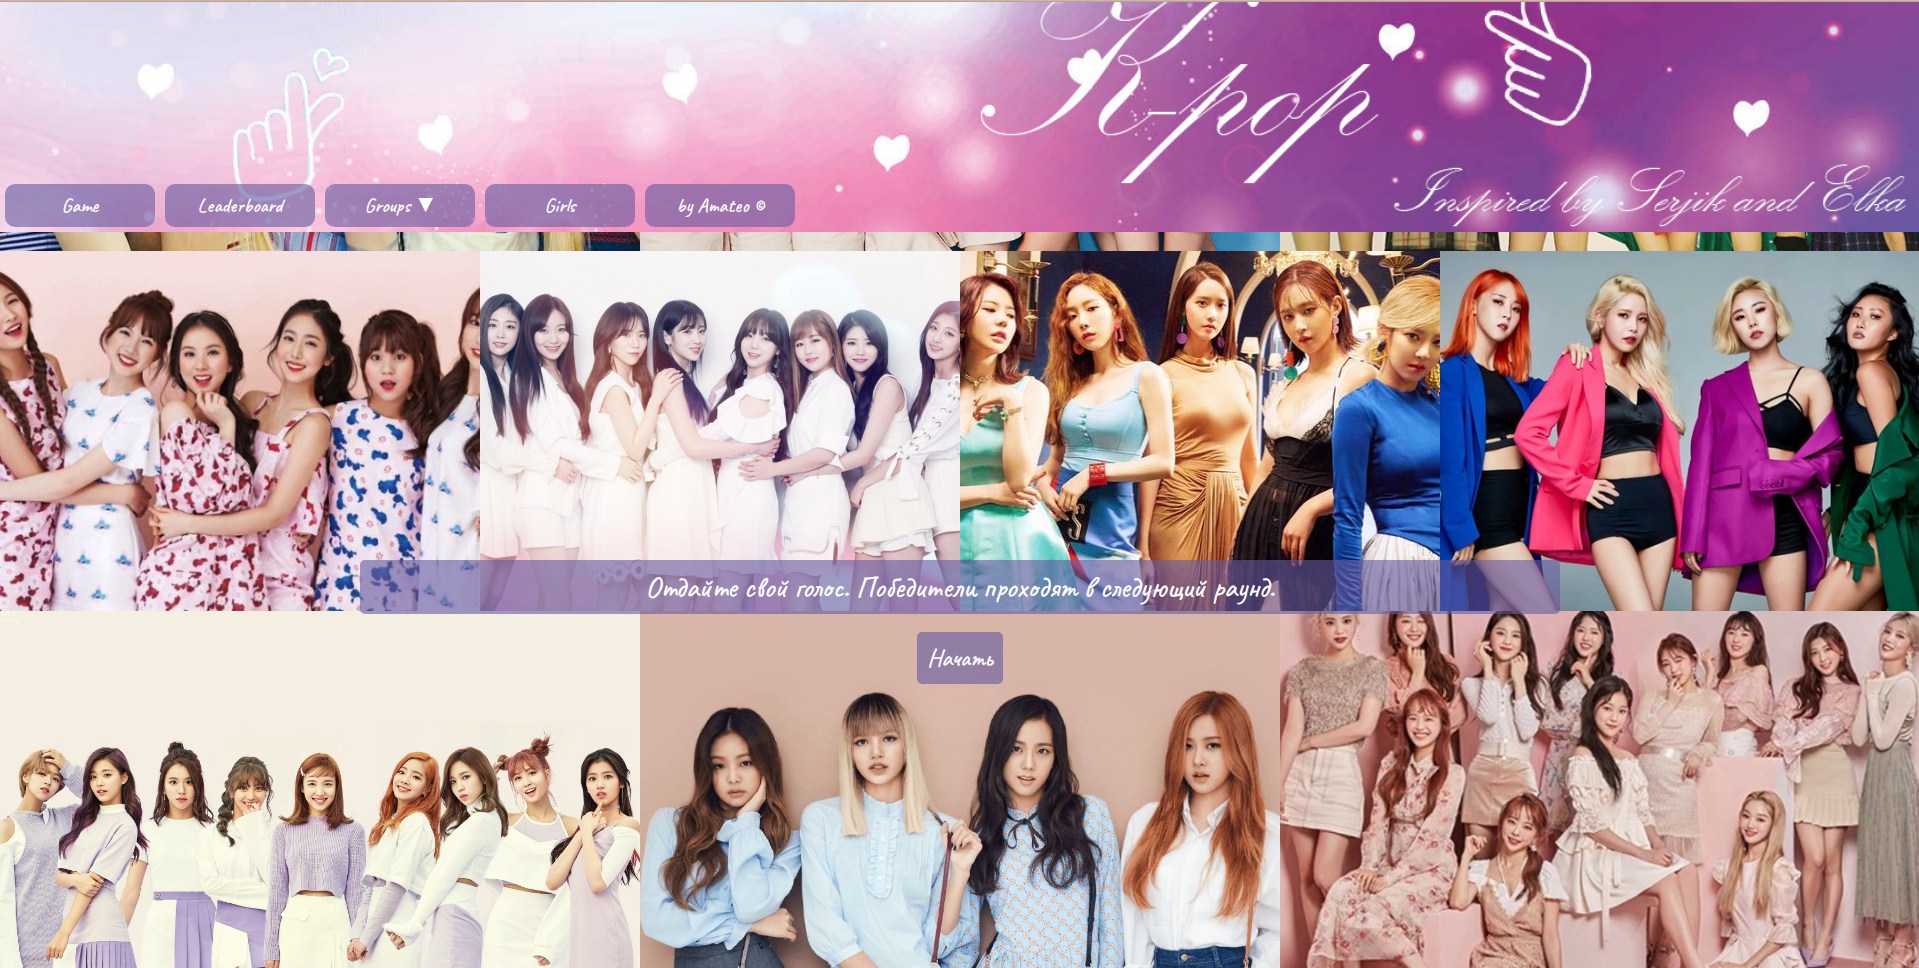 K-pop
Inspired by Serjik and Elka
Game
Leaderboard
Groups ▼
Girls
by Amateo ©
Отдайте свой голос. Победители проходят в следующий раунд.
Начать